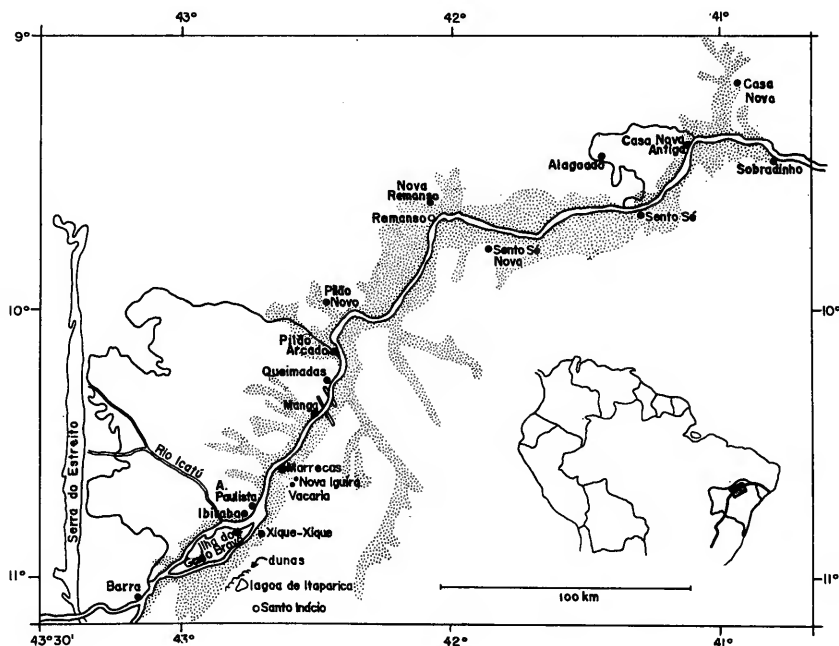 43°
42°
41°
9°
Casa
Nova
Casa Nova
Antiga
Alagoado
Sobradinho
Nova
Remanso
Remanso
Sento Sé
Sento Sé
Nova
Pilão
Novo
10°
10°
Pilão
Arcado
Queimadas
Manga
Serra do Estreito
Rio Icatú
Marrecas
Nova Iguirá
Vacaria
A.
Paulista
Ibiraba
Xique-Xique
Ilha do
Gado Bravo
dunas
11°
11°
Barra
lagoa de Itaparica
Santo Inácio
100 km
43°30'
43°
42°
41°